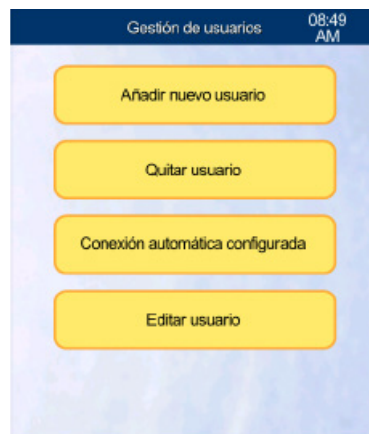 Gestión de usuarios
08:49
AM
Añadir nuevo usuario
Quitar usuario
Conexión automática configurada
Editar usuario